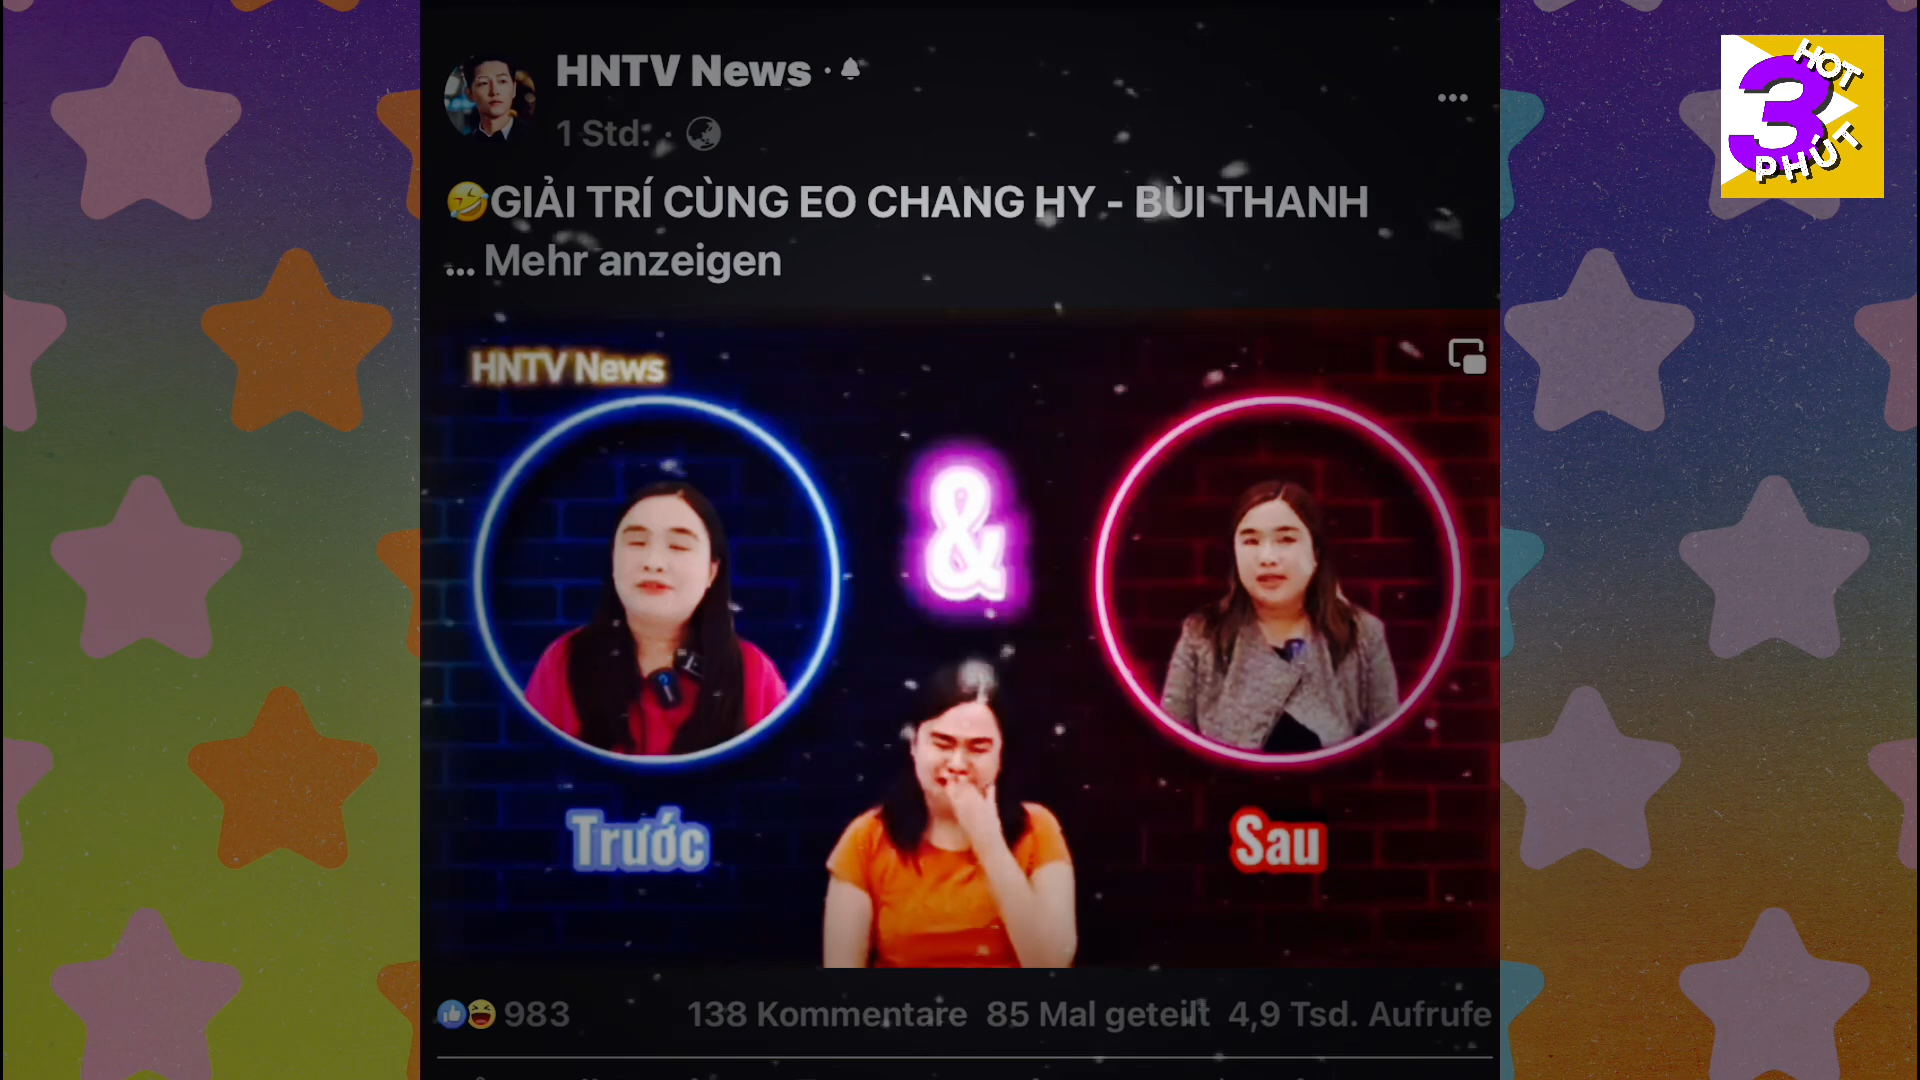 HNTV News ·
1 Std. ·
🤣GIẢI TRÍ CÙNG EO CHANG HY - BÙI THANH
... Mehr anzeigen
HOT
3
PHÚT
HNTV News
&
Trước
Sau
983 138 Kommentare 85 Mal geteilt 4,9 Tsd. Aufrufe